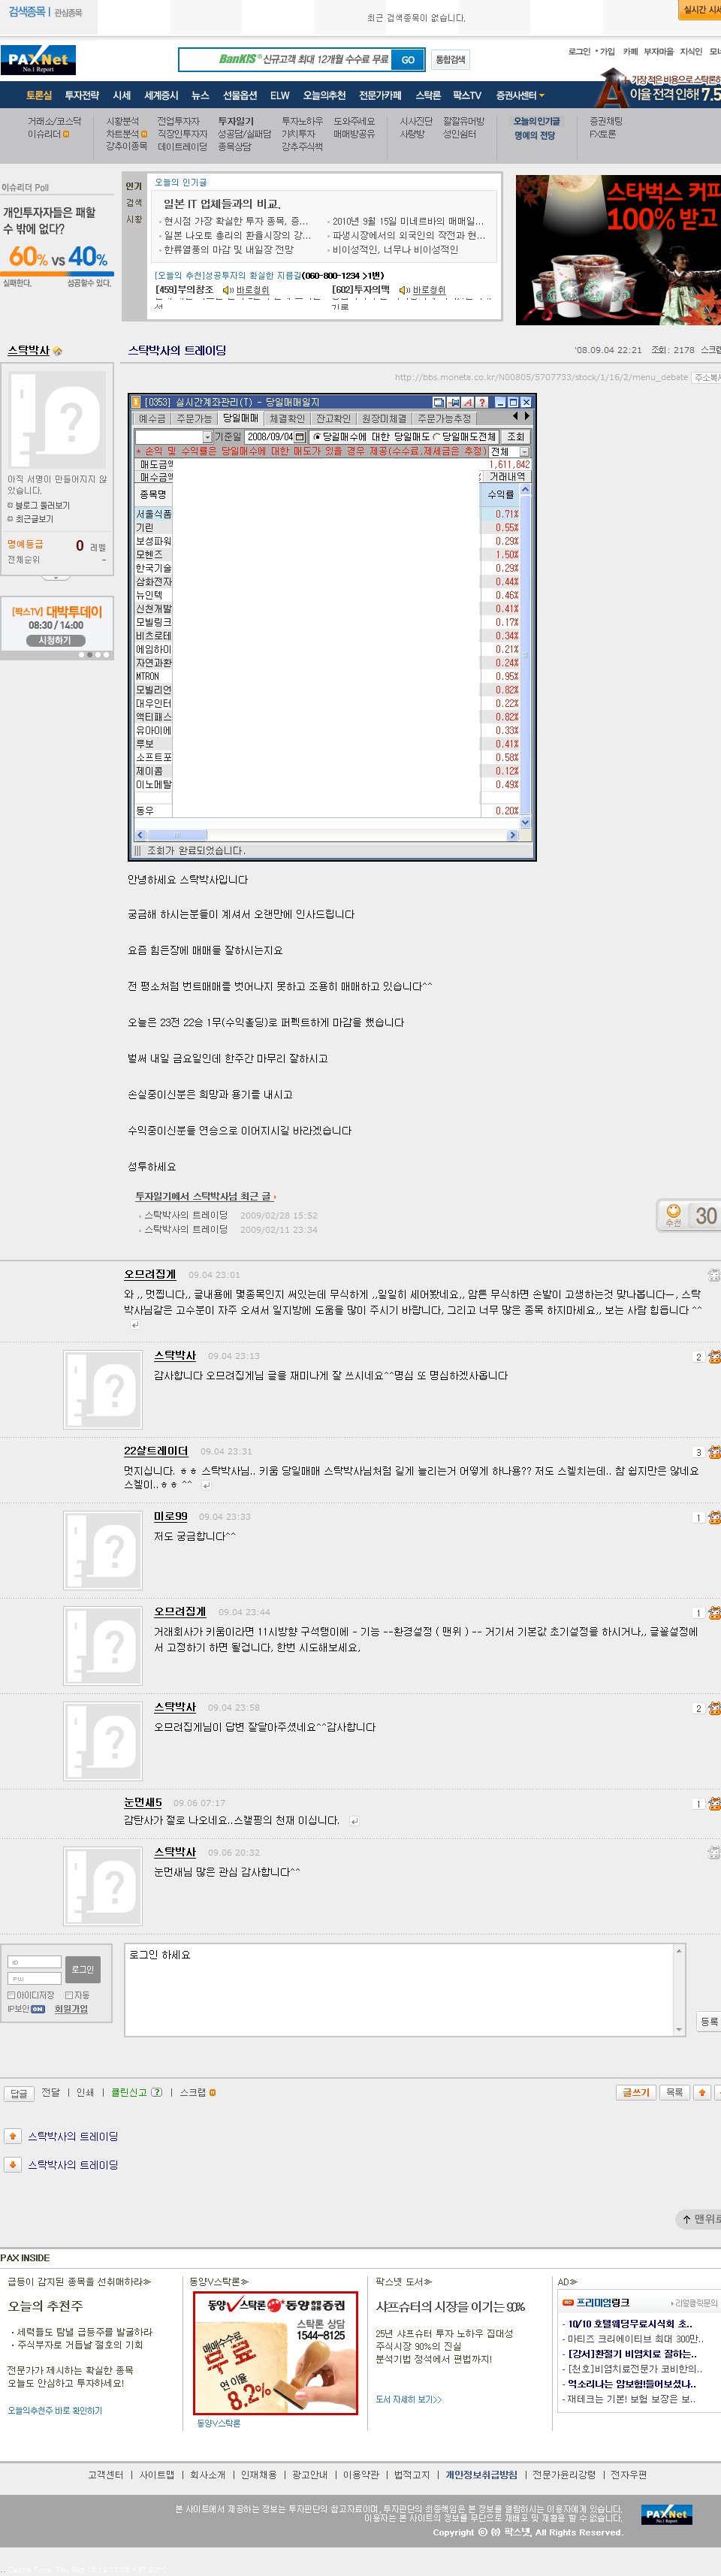 검색종목 | 관심종목
최근 검색종목이 없습니다.
PAXNet
No.1 Report
BanKIS 신규고객 최대 12개월 수수료 무료
GO
통합검색
토론실 투자전략 시세 세계증시 뉴스 선물옵션 ELW 오늘의추천 전문가카페 스탁론 팍스TV 증권사센터
거래소/코스닥 시황분석 전업투자자 투자일기 투자노하우 도와주세요 시사진단 깔깔유머방 오늘의 인기글 증권채팅
이슈리더 차트분석 직장인투자자 성공담/실패담 가치투자 매매방공유 사랑방 성인쉼터 명예의 전당 FX토론
강추이종목 데이트레이딩 종목상담 강추주식책
이슈리더 Poll
개인투자자들은 패할
수 밖에 없다?
60% vs 40%
실패한다. 성공할수 있다.
인기
검색
시황
오늘의 인기글
일본 IT 업체들과의 비교.
현시점 가장 확실한 투자 종목, 증...
일본 나오토 총리의 환율시장의 강...
한류열풍의 마감 및 내일장 전망
2010년 9월 15일 미네르바의 매매일...
파생시장에서의 외국인의 작전과 현...
비이성적인, 너무나 비이성적인
[오늘의 추천]성공투자의 확실한 지름길(060-800-1234 >1번)
[459]부의창조 바로청취
[602]투자의맥 바로청취
스타벅스 커피
100% 받고
스탁박사
아직 서명이 만들어지지 않
았습니다.
블로그 둘러보기
최근글보기
명예등급 0 레벨
전체순위 -
[팍스TV] 대박투데이
08:30 / 14:00
시청하기
스탁박사의 트레이딩
'08.09.04 22:21 조회: 2178
http://bbs.moneta.co.kr/N00805/5707733/stock/1/16/2/menu_debate
[0353] 실시간계좌관리(T) - 당일매매일지
예수금 주문가능 당일매매 체결확인 잔고확인 원장미체결 주문가능추정
기준일 2008/09/04 당일매수에 대한 당일매도 당일매도전체 조회
* 손익 및 수익률은 당일매수에 대한 매도가 있을 경우 제공(수수료,제세금은 추정) 전체
매도금액 1,611,842
매수금액 거래내역
종목명 수익률
서울식품 0.71%
기린 0.55%
보성파워 0.29%
모헨즈 1.50%
한국기술 0.29%
삼화전자 0.44%
뉴인텍 0.46%
신천개발 0.41%
모빌링크 0.17%
비츠로테 0.34%
에임하이 0.21%
자연과환 0.24%
MTRON 0.95%
모빌리언 0.82%
대우인터 0.22%
액티패스 0.82%
유아이에 0.33%
루보 0.41%
소프트포 0.58%
제이콤 0.12%
이노메탈 0.49%
동우 0.20%
조회가 완료되었습니다.
안녕하세요 스탁박사입니다
궁금해 하시는분들이 계셔서 오랜만에 인사드립니다
요즘 힘든장에 매매들 잘하시는지요
전 평소처럼 번트매매를 벗어나지 못하고 조용히 매매하고 있습니다^^
오늘은 23전 22승 1무(수익홀딩)로 퍼펙트하게 마감을 했습니다
벌써 내일 금요일인데 한주간 마무리 잘하시고
손실중이신분은 희망과 용기를 내시고
수익중이신분들 연승으로 이어지시길 바라겠습니다
성투하세요
투자일기에서 스탁박사님 최근 글
스탁박사의 트레이딩 2009/02/28 15:52
스탁박사의 트레이딩 2009/02/11 23:34
추천 30
오므려집게 09.04 23:01
와 ,, 멋찝니다,, 글내용에 몇종목인지 써있는데 무식하게 ,,일일히 세어봤네요,, 암튼 무식하면 손발이 고생하는것 맞나봅니다ㅡ, 스탁
박사님같은 고수분이 자주 오셔서 일지방에 도움을 많이 주시기 바랍니다, 그리고 너무 많은 종목 하지마세요,, 보는 사람 힘듭니다 ^^
스탁박사 09.04 23:13
2
감사합니다 오므려집게님 글을 재미나게 잘 쓰시네요^^명심 또 명심하겠사옵니다
22살트레이더 09.04 23:31
3
멋지십니다. ㅎㅎ 스탁박사님.. 키움 당일매매 스탁박사님처럼 길게 늘리는거 어떻게 하나용?? 저도 스켈치는데.. 참 쉽지만은 않네요
스켈이..ㅎㅎ ^^
미로99 09.04 23:33
1
저도 궁금합니다^^
오므려집게 09.04 23:44
1
거래회사가 키움이라면 11시방향 구석탱이에 - 기능 --환경설정 ( 맨위 ) -- 거기서 기본값 초기설정을 하시거나,, 글꼴설정에
서 고정하기 하면 될겁니다, 한번 시도해보세요,
스탁박사 09.04 23:58
2
오므려집게님이 답변 잘달아주셨네요^^감사합니다
눈먼새5 09.06 07:17
1
감탄사가 절로 나오네요..스캘핑의 천재 이십니다.
스탁박사 09.06 20:32
눈먼새님 많은 관심 감사합니다^^
ID
PW
로그인
아이디저장 자동
IP보안 ON 회원가입
로그인 하세요
등록
답글 전달 | 인쇄 | 클린신고 | 스크랩
글쓰기 목록
스탁박사의 트레이딩
스탁박사의 트레이딩
PAX INSIDE
급등이 감지된 종목을 선취매하라≫
오늘의 추천주
· 세력들도 탐낼 급등주를 발굴하라
· 주식부자로 거듭날 절호의 기회
전문가가 제시하는 확실한 종목
오늘도 안심하고 투자하세요!
오늘의추천주 바로 확인하기
동양V스탁론≫
동양V스탁론 동양종합금융증권
스탁론 상담
1544-8125
매매수수료
무료
연 이율
8.2%
동양V스탁론
팍스넷 도서≫
샤프슈터의 시장을 이기는 90%
25년 샤프슈터 투자 노하우 집대성
주식시장 90%의 진실
분석기법 정석에서 편법까지!
도서 자세히 보기>>
AD≫
프리미엄링크
리얼클릭문의
- 10/10 호텔웨딩무료시식회 초..
- 마티즈 크리에이티브 최대 300만..
- [강서]환절기 비염치료 잘하는..
- [천호]비염치료전문가 코비한의..
- 억소리나는 암보험!들어보셨나..
- 재테크는 기본! 보험 보장은 보..
고객센터 | 사이트맵 | 회사소개 | 인재채용 | 광고안내 | 이용약관 | 법적고지 | 개인정보취급방침 | 전문가윤리강령 | 전자우편
본 사이트에서 제공하는 정보는 투자판단의 참고자료이며, 투자판단의 최종책임은 본 정보를 열람하시는 이용자에게 있습니다.
이용자는 본 사이트의 정보를 무단으로 재배포 및 재활용 할 수 없습니다.
Copyright ⓒ ㈜ 팍스넷, All Rights Reserved.
PAXNet